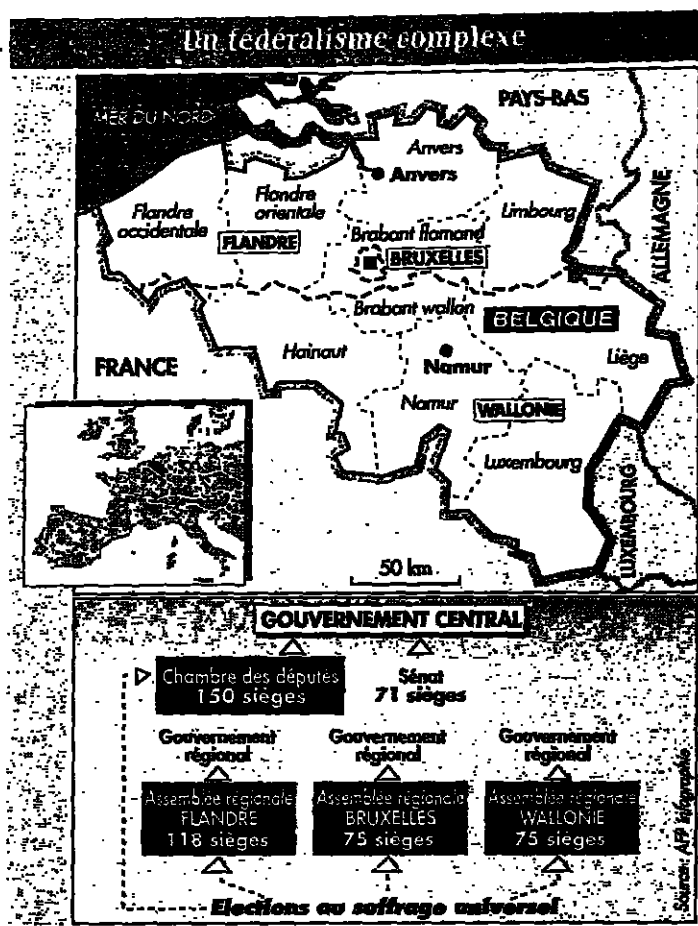 Un fédéralisme complexe
PAYS-BAS
MER DU NORD
Anvers
Anvers
ALLEMAGNE
Flandre
occidentale
Flandre
orientale
Limbourg
FLANDRE
Brabant flamand
BRUXELLES
Brabant wallon
BELGIQUE
FRANCE
Hainaut
Namur
Liège
Namur
WALLONIE
Luxembourg
LUXEMBOURG
50 km
GOUVERNEMENT CENTRAL
Chambre des députés
150 sièges
Sénat
71 sièges
Gouvernement
régional
Gouvernement
régional
Gouvernement
régional
Assemblée régionale
FLANDRE
118 sièges
Assemblée régionale
BRUXELLES
75 sièges
Assemblée régionale
WALLONIE
75 sièges
Elections au suffrage universel
Source: AFP infographie